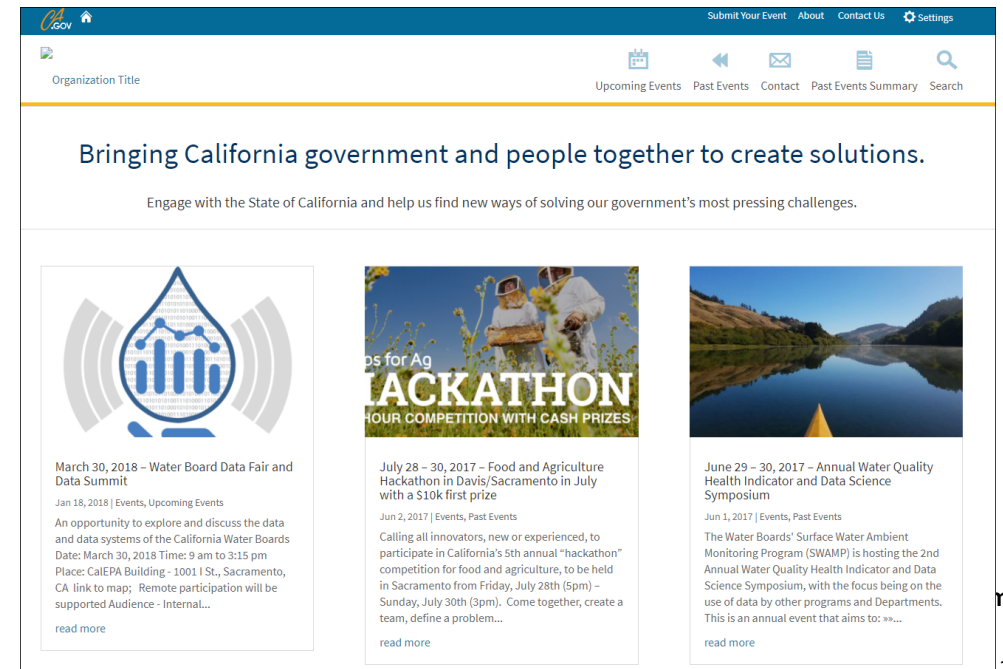 CA.GOV
Submit Your Event About Contact Us Settings
Organization Title
Upcoming Events Past Events Contact Past Events Summary Search
Bringing California government and people together to create solutions.
Engage with the State of California and help us find new ways of solving our government's most pressing challenges.
ps for Ag
HACKATHON
HOUR COMPETITION WITH CASH PRIZES
March 30, 2018 – Water Board Data Fair and
Data Summit
Jan 18, 2018 | Events, Upcoming Events
An opportunity to explore and discuss the data
and data systems of the California Water Boards
Date: March 30, 2018 Time: 9 am to 3:15 pm
Place: CalEPA Building - 1001 I St., Sacramento,
CA link to map; Remote participation will be
supported Audience - Internal...
read more
July 28 – 30, 2017 – Food and Agriculture
Hackathon in Davis/Sacramento in July
with a $10k first prize
Jun 2, 2017 | Events, Past Events
Calling all innovators, new or experienced, to
participate in California's 5th annual “hackathon”
competition for food and agriculture, to be held
in Sacramento from Friday, July 28th (5pm) –
Sunday, July 30th (3pm). Come together, create a
team, define a problem...
read more
June 29 – 30, 2017 – Annual Water Quality
Health Indicator and Data Science
Symposium
Jun 1, 2017 | Events, Past Events
The Water Boards' Surface Water Ambient
Monitoring Program (SWAMP) is hosting the 2nd
Annual Water Quality Health Indicator and Data
Science Symposium, with the focus being on the
use of data by other programs and Departments.
This is an annual event that aims to: »»...
read more